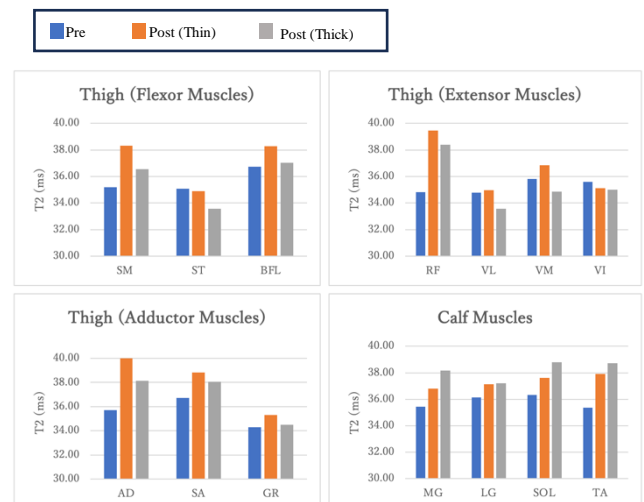 Pre Post (Thin) Post (Thick)
Thigh (Flexor Muscles)
40.00
38.00
36.00
34.00
32.00
30.00
T2 (ms)
SM ST BFL
Thigh (Extensor Muscles)
40.00
38.00
36.00
34.00
32.00
30.00
T2 (ms)
RF VL VM VI
Thigh (Adductor Muscles)
40.00
38.00
36.00
34.00
32.00
30.00
T2 (ms)
AD SA GR
Calf Muscles
40.00
38.00
36.00
34.00
32.00
30.00
T2 (ms)
MG LG SOL TA